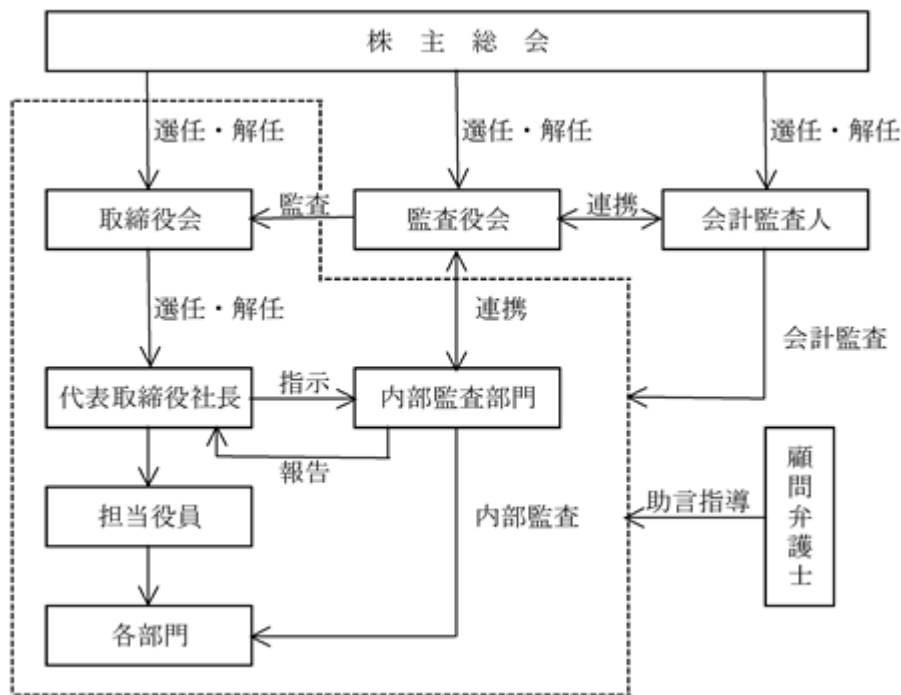 株主総会
選任・解任
選任・解任
選任・解任
取締役会
監査
監査役会
連携
会計監査人
選任・解任
連携
会計監査
代表取締役社長
指示
内部監査部門
報告
顧問弁護士
担当役員
内部監査
助言指導
各部門